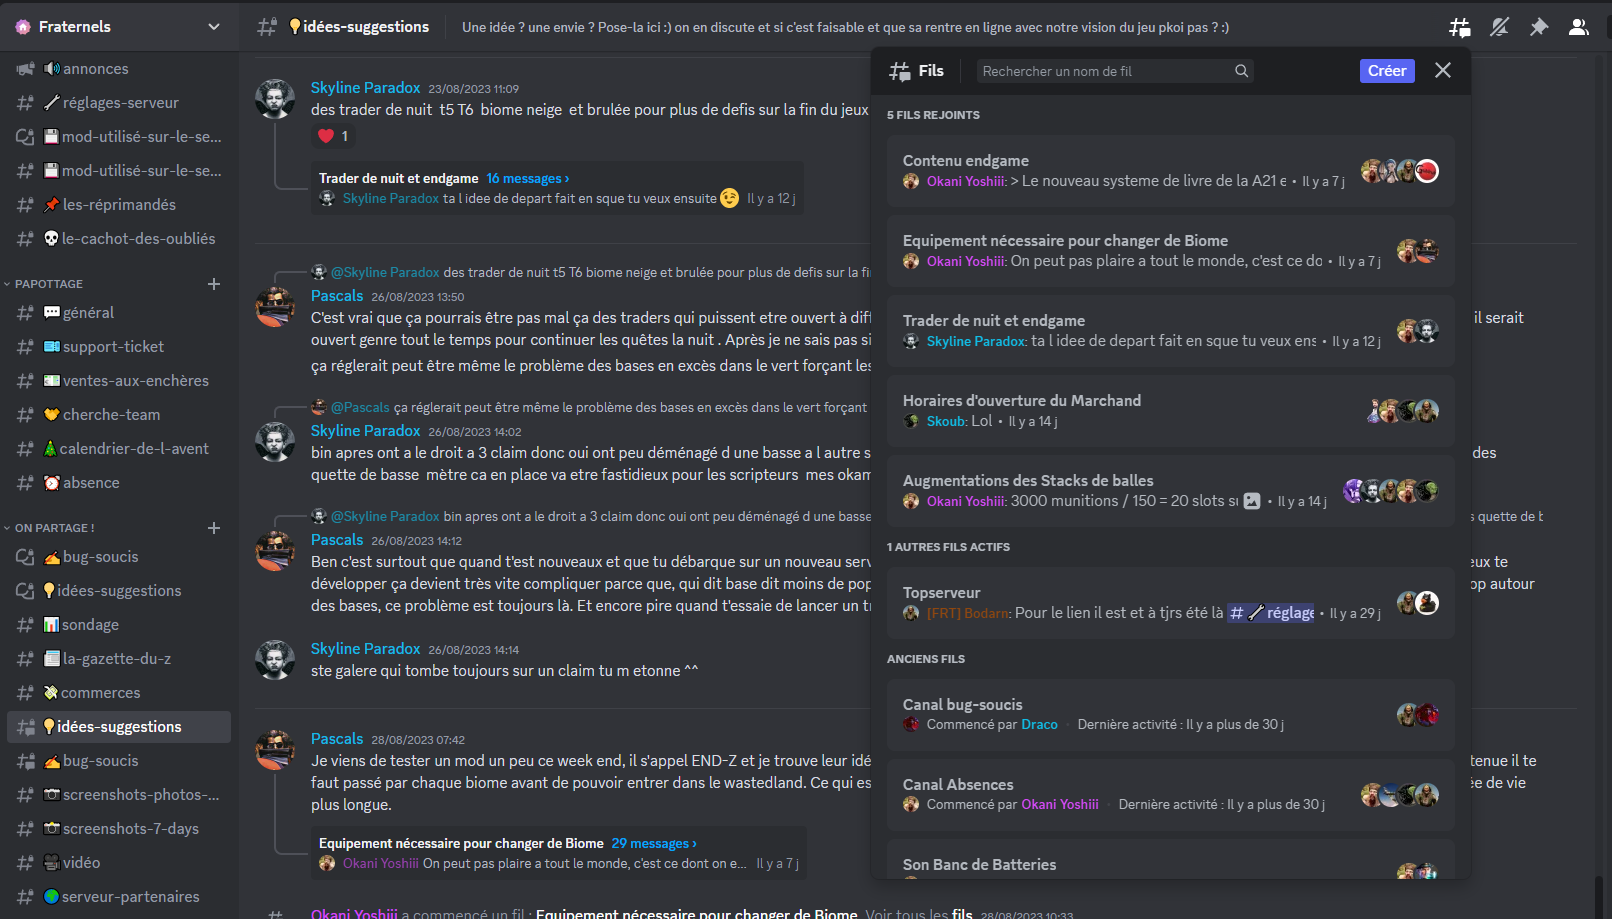 Fraternels
annonces
réglages-serveur
mod-utilisé-sur-le-se...
mod-utilisé-sur-le-se...
les-réprimandés
le-cachot-des-oubliés
PAPOTTAGE
général
support-ticket
ventes-aux-enchères
cherche-team
calendrier-de-l-avent
absence
ON PARTAGE !
bug-soucis
idées-suggestions
sondage
la-gazette-du-z
commerces
idées-suggestions
bug-soucis
screenshots-photos-...
screenshots-7-days
vidéo
serveur-partenaires
idées-suggestions
Une idée ? une envie ? Pose-la ici :) on en discute et si c'est faisable et que sa rentre en ligne avec notre vision du jeu pkoi pas ? :)
Skyline Paradox 23/08/2023 11:09
des trader de nuit t5 T6 biome neige et brulée pour plus de defis sur la fin du jeux
1
Trader de nuit et endgame 16 messages ›
Skyline Paradox ta l idee de depart fait en sque tu veux ensuite 😉 Il y a 12 j
@Skyline Paradox des trader de nuit t5 T6 biome neige et brulée pour plus de defis sur la fin
Pascals 26/08/2023 13:50
C'est vrai que ça pourrais être pas mal ça des traders qui puissent etre ouvert à diff
il serait
ouvert genre tout le temps pour continuer les quêtes la nuit . Après je ne sais pas si
ça réglerait peut être même le problème des bases en excès dans le vert forçant les
@Pascals ça réglerait peut être même le problème des bases en excès dans le vert forçant
Skyline Paradox 26/08/2023 14:02
bin apres ont a le droit a 3 claim donc oui ont peu déménagé d une basse a l autre s
des
quette de basse mètre ca en place va etre fastidieux pour les scripteurs mes okam
@Skyline Paradox bin apres ont a le droit a 3 claim donc oui ont peu déménagé d une basse
s quette de b
Pascals 26/08/2023 14:12
Ben c'est surtout que quand t'est nouveaux et que tu débarque sur un nouveau serv
eux te
développer ça devient très vite compliquer parce que, qui dit base dit moins de pop
op autour
des bases, ce problème est toujours là. Et encore pire quand t'essaie de lancer un t
Skyline Paradox 26/08/2023 14:14
ste galere qui tombe toujours sur un claim tu m etonne ^^
Pascals 28/08/2023 07:42
Je viens de tester un mod un peu ce week end, il s'appel END-Z et je trouve leur idé
tenue il te
faut passé par chaque biome avant de pouvoir entrer dans le wastedland. Ce qui es
ée de vie
plus longue.
Equipement nécessaire pour changer de Biome 29 messages ›
Okani Yoshiii On peut pas plaire a tout le monde, c'est ce dont on e... Il y a 7 j
Okani Yoshiii a commencé un fil : Equipement nécessaire pour changer de Biome. Voir tous les fils. 28/08/2023 10:33
Fils
Rechercher un nom de fil
Créer
5 FILS REJOINTS
Contenu endgame
Okani Yoshiii: > Le nouveau systeme de livre de la A21 e • Il y a 7 j
Equipement nécessaire pour changer de Biome
Okani Yoshiii: On peut pas plaire a tout le monde, c'est ce do • Il y a 7 j
Trader de nuit et endgame
Skyline Paradox: ta l idee de depart fait en sque tu veux ens • Il y a 12 j
Horaires d'ouverture du Marchand
Skoub: Lol • Il y a 14 j
Augmentations des Stacks de balles
Okani Yoshiii: 3000 munitions / 150 = 20 slots su • Il y a 14 j
1 AUTRES FILS ACTIFS
Topserveur
[FRT] Bodarn: Pour le lien il est et à tjrs été là # réglage • Il y a 29 j
ANCIENS FILS
Canal bug-soucis
Commencé par Draco · Dernière activité : Il y a plus de 30 j
Canal Absences
Commencé par Okani Yoshiii · Dernière activité : Il y a plus de 30 j
Son Banc de Batteries